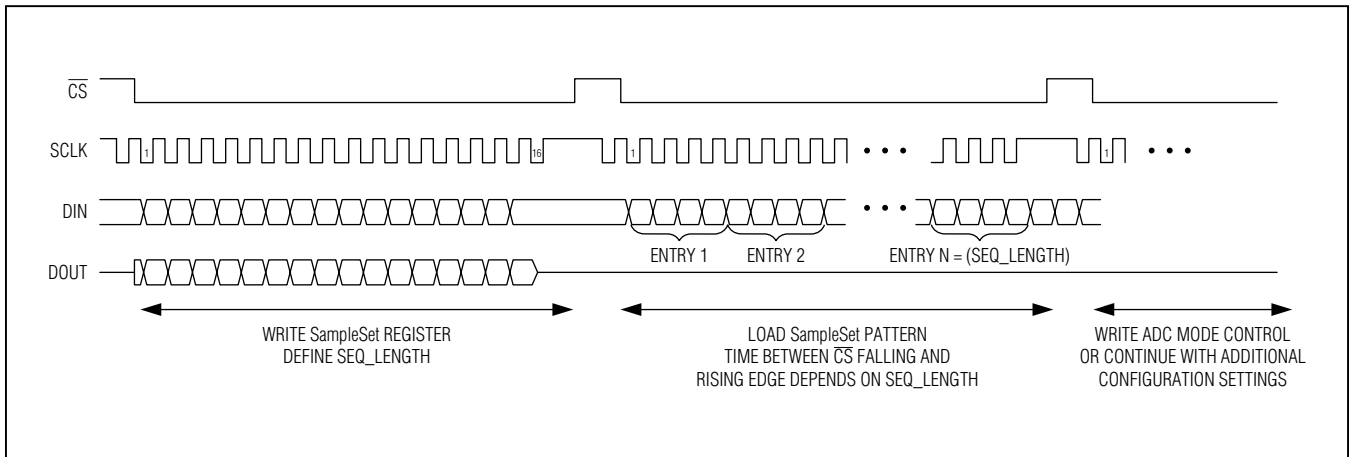 CS
SCLK
1
16
1
• • •
1
• • •
DIN
• • •
ENTRY 1
ENTRY 2
ENTRY N = (SEQ_LENGTH)
DOUT
WRITE SampleSet REGISTER
DEFINE SEQ_LENGTH
LOAD SampleSet PATTERN
TIME BETWEEN CS FALLING AND
RISING EDGE DEPENDS ON SEQ_LENGTH
WRITE ADC MODE CONTROL
OR CONTINUE WITH ADDITIONAL
CONFIGURATION SETTINGS